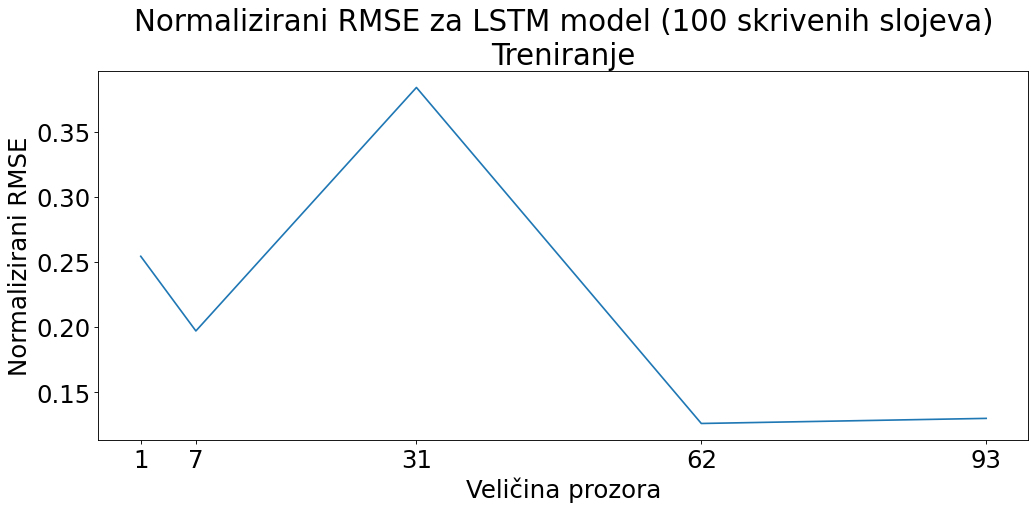 Normalizirani RMSE za LSTM model (100 skrivenih slojeva)
Treniranje
Normalizirani RMSE
0.35
0.30
0.25
0.20
0.15
1 7 31 62 93
Veličina prozora